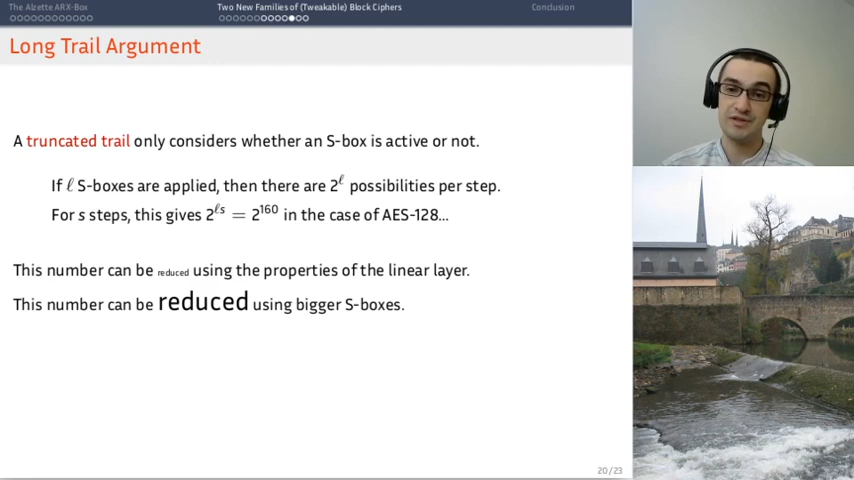 The Alzette ARX-Box
Two New Families of (Tweakable) Block Ciphers
Conclusion
Long Trail Argument
A truncated trail only considers whether an S-box is active or not.
If ℓ S-boxes are applied, then there are 2^ℓ possibilities per step.
For s steps, this gives 2^ℓs = 2^160 in the case of AES-128...
This number can be reduced using the properties of the linear layer.
This number can be reduced using bigger S-boxes.
20/23